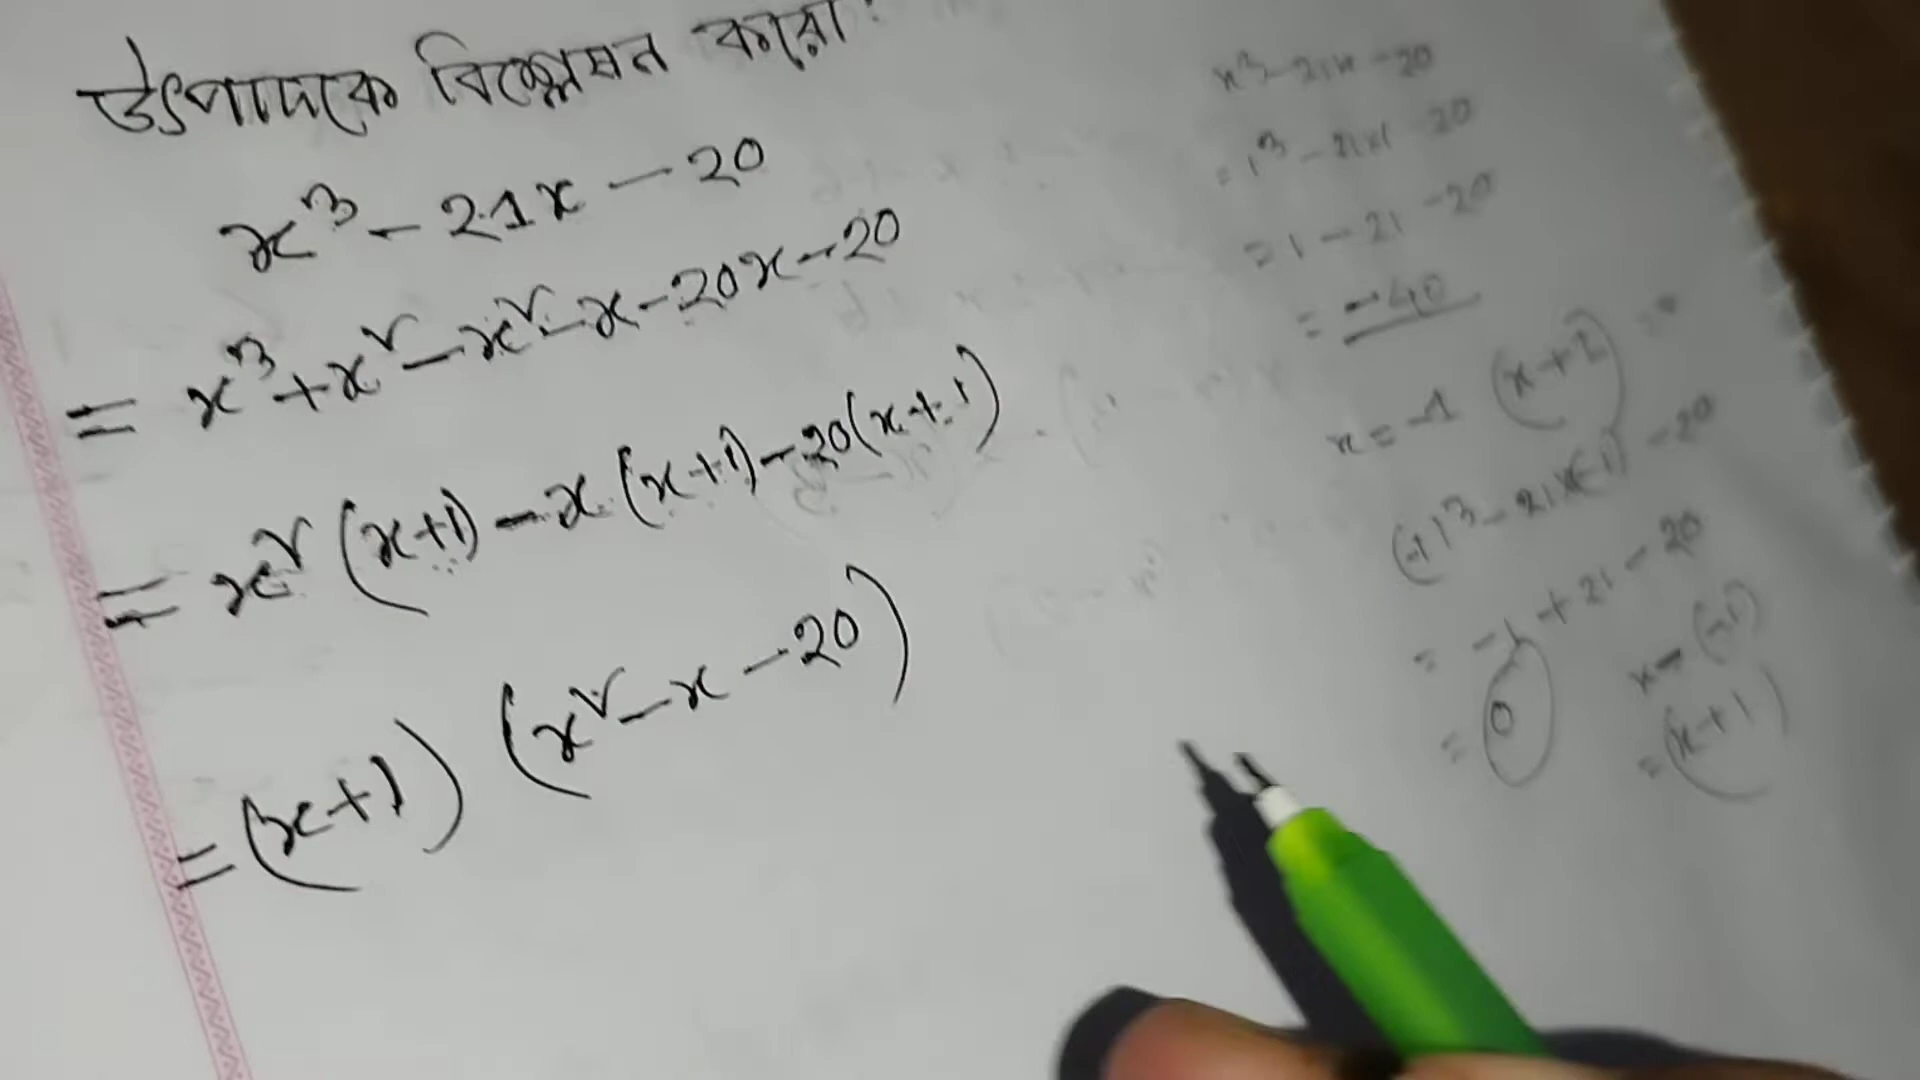 উৎপাদকে বিশ্লেষন করো:
x³ - 21x - 20
= x³ + x² - x² - x - 20x - 20
= x² (x+1) - x (x+1) - 20 (x+1)
= (x+1) (x² - x - 20)
x³ - 21x - 20
= 1³ - 21×1 - 20
= 1 - 21 - 20
= -40
x = -1 (x+1)
(-1)³ - 21×(-1) - 20
= -1 + 21 - 20
= 0
x - (-1)
= (x+1)